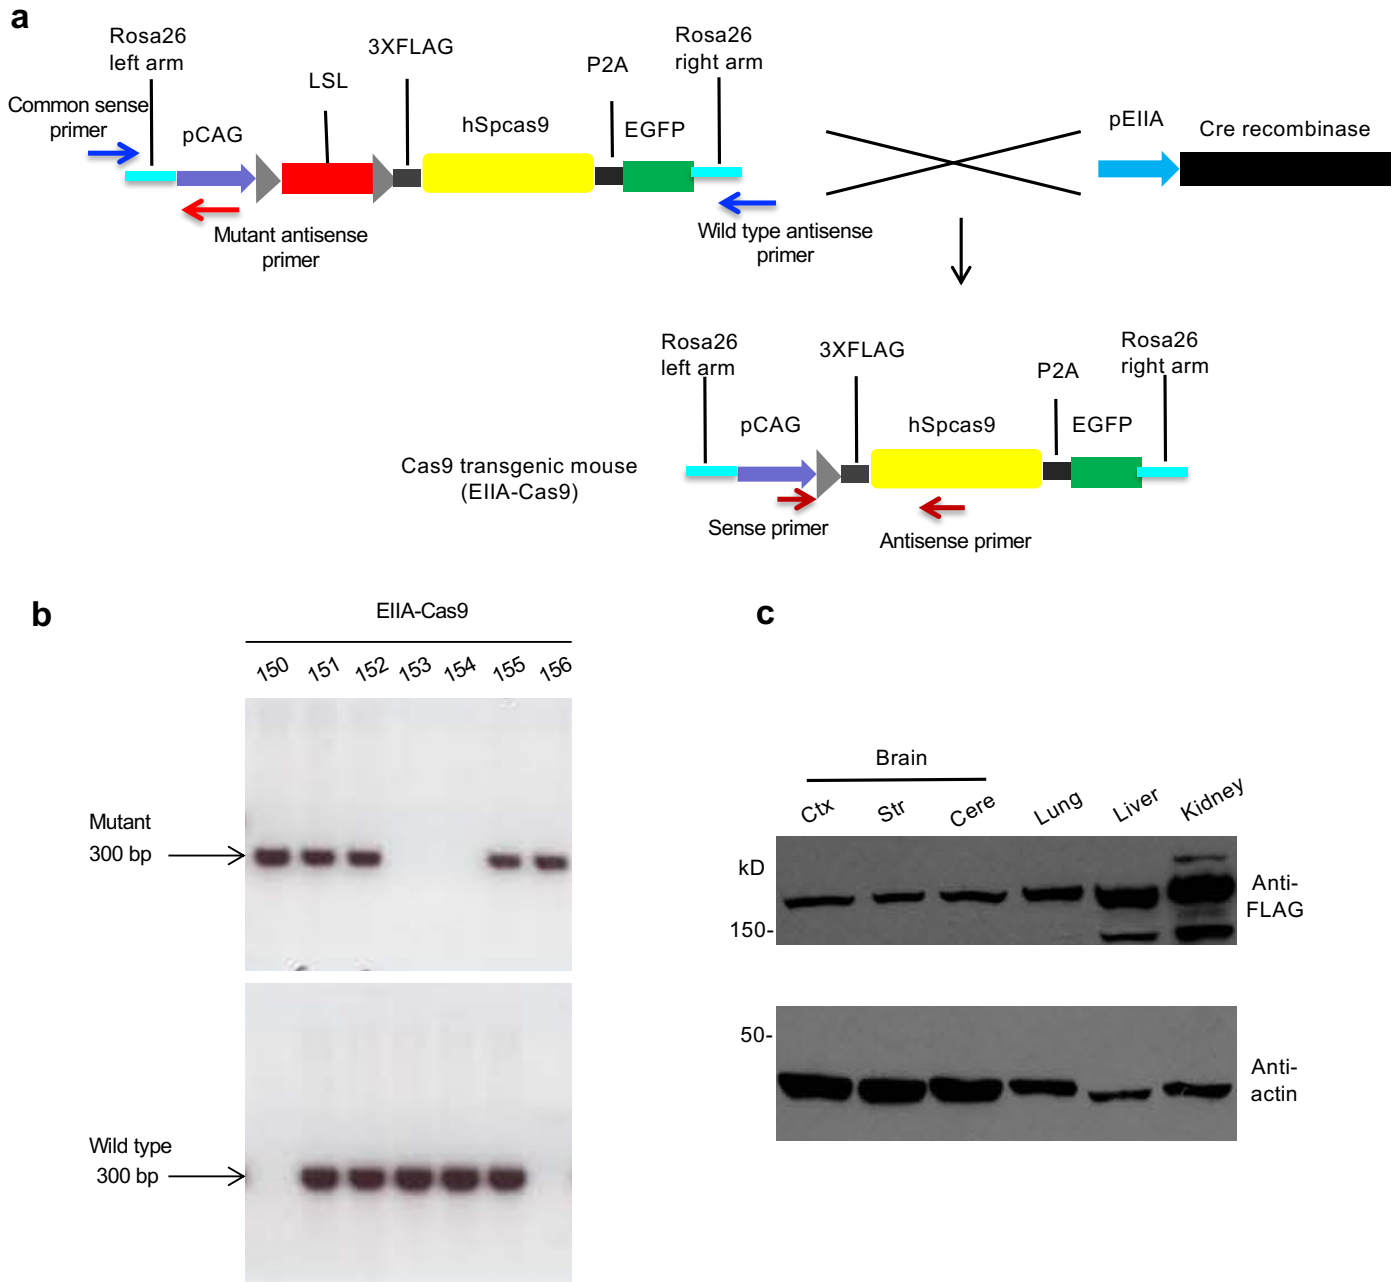 a
Rosa26
left arm
3XFLAG
Rosa26
right arm
LSL
P2A
Common sense
primer
pCAG
hSpcas9
EGFP
pEIIA
Cre recombinase
Mutant antisense
primer
Wild type antisense
primer
Rosa26
left arm
3XFLAG
Rosa26
right arm
P2A
pCAG
hSpcas9
EGFP
Cas9 transgenic mouse
(EIIA-Cas9)
Sense primer
Antisense primer
b
EIIA-Cas9
150 151 152 153 154 155 156
Mutant
300 bp
Wild type
300 bp
c
Brain
Ctx Str Cere Lung Liver Kidney
kD
150-
Anti-
FLAG
50-
Anti-
actin